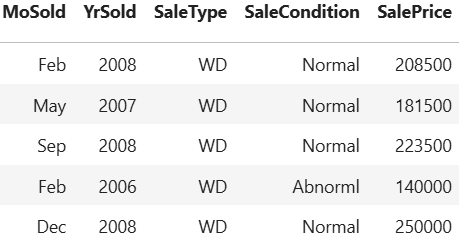 MoSold YrSold SaleType SaleCondition SalePrice
Feb 2008 WD Normal 208500
May 2007 WD Normal 181500
Sep 2008 WD Normal 223500
Feb 2006 WD Abnorml 140000
Dec 2008 WD Normal 250000